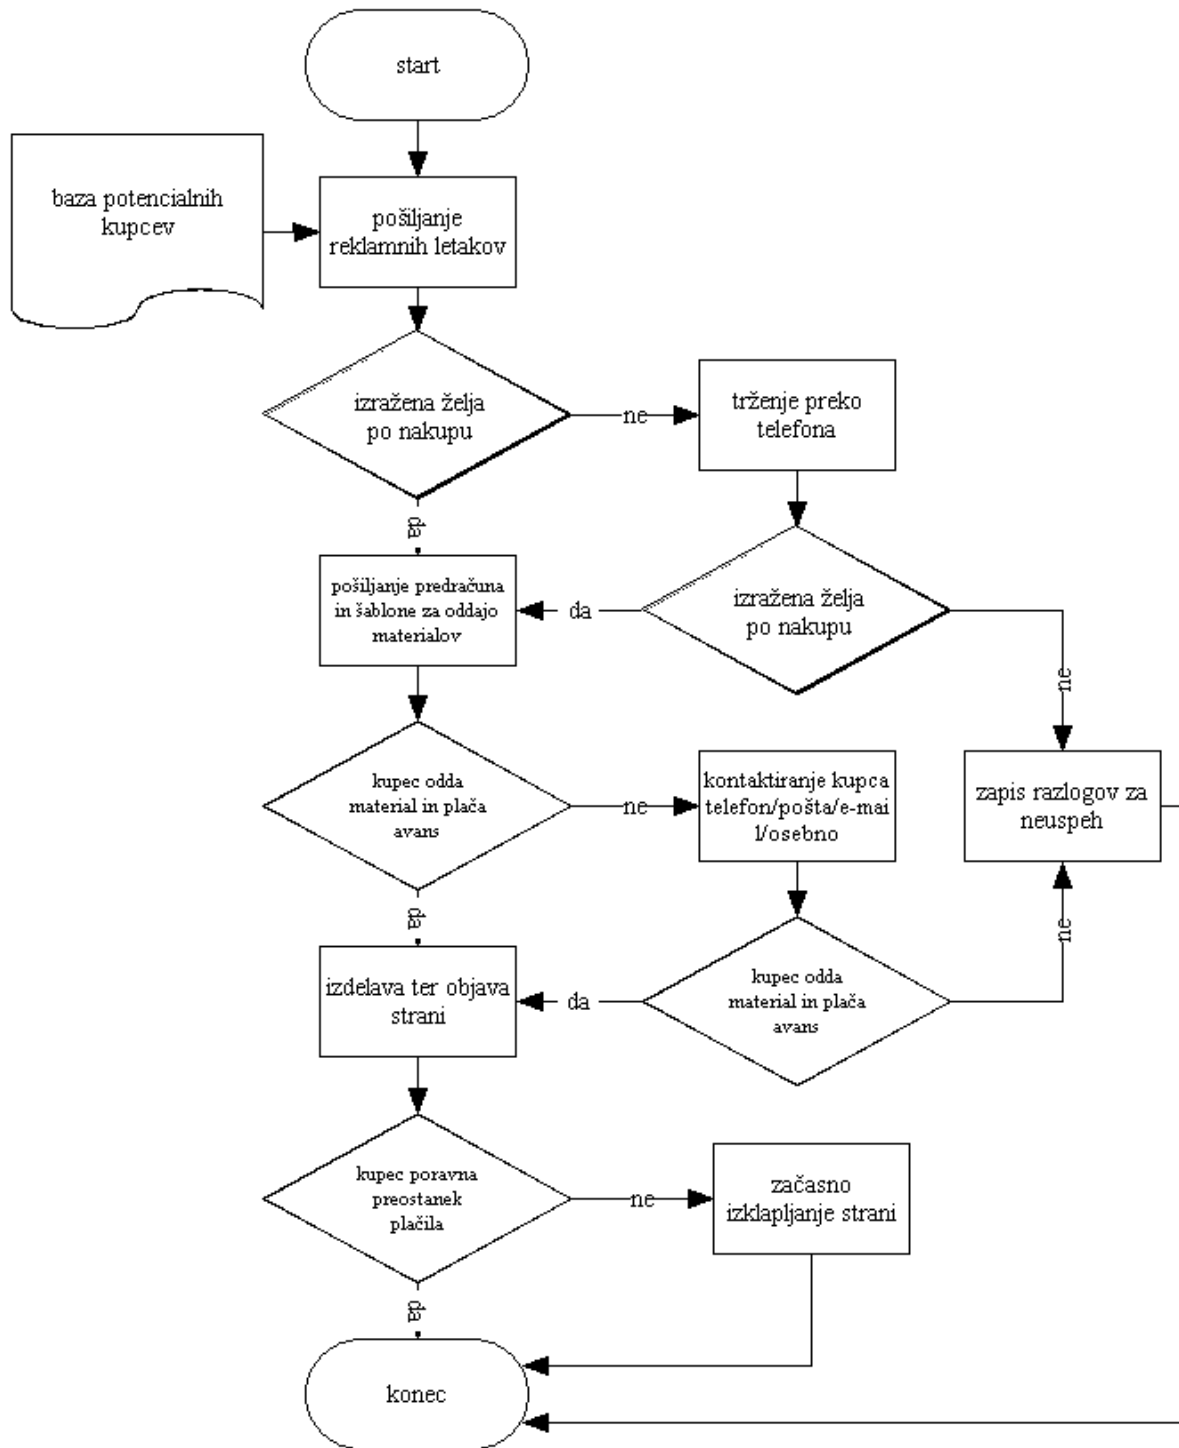 start
baza potencialnih
kupcev
pošiljanje
reklamnih letakov
izražena želja
po nakupu
ne
trženje preko
telefona
da
pošiljanje predračuna
in šablone za oddajo
materialov
da
izražena želja
po nakupu
ne
kupec odda
material in plača
avans
ne
kontaktiranje kupca
telefon/pošta/e-mai
l/osebno
zapis razlogov za
neuspeh
da
ne
izdelava ter objava
strani
da
kupec odda
material in plača
avans
kupec poravna
preostanek
plačila
ne
začasno
izklapljanje strani
da
konec